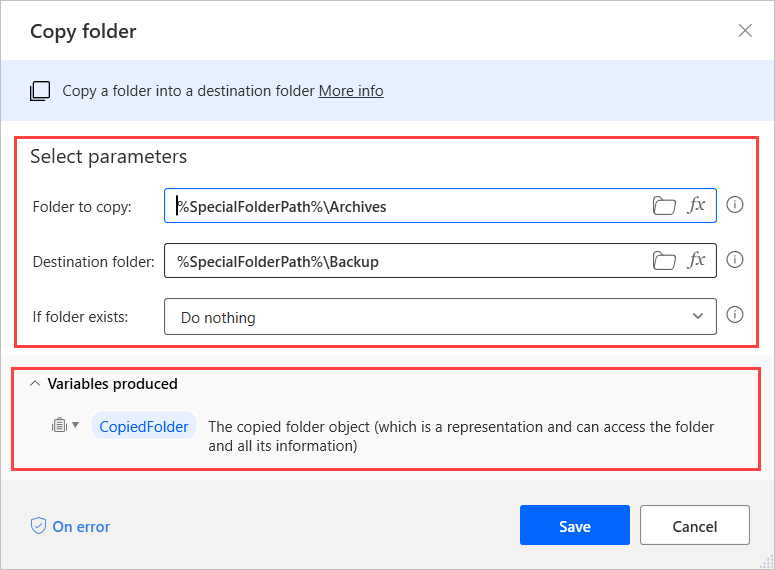 Copy folder
Copy a folder into a destination folder More info
Select parameters
Folder to copy: %SpecialFolderPath%\Archives fx
Destination folder: %SpecialFolderPath%\Backup fx
If folder exists: Do nothing
Variables produced
CopiedFolder The copied folder object (which is a representation and can access the folder
and all its information)
On error Save Cancel